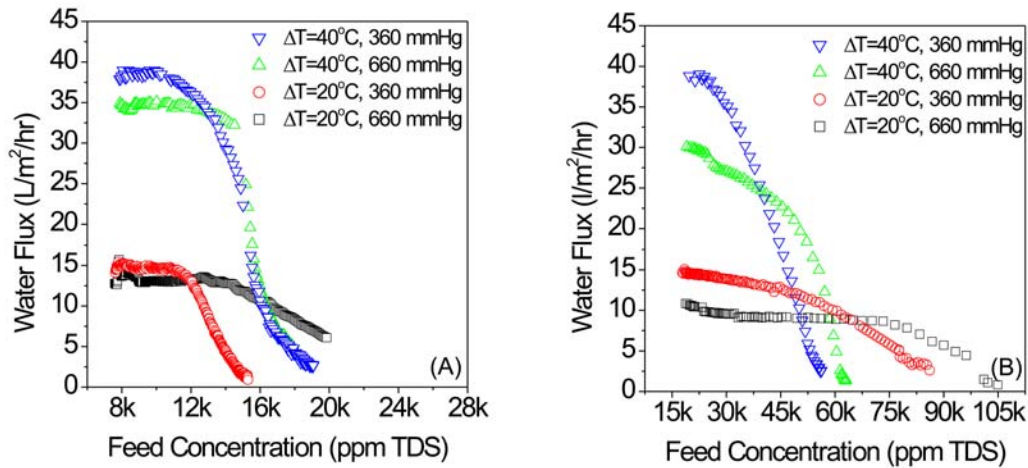 45
40
35
30
25
20
15
10
5
0
Water Flux (L/m²/hr)
ΔT=40°C, 360 mmHg
ΔT=40°C, 660 mmHg
ΔT=20°C, 360 mmHg
ΔT=20°C, 660 mmHg
(A)
8k 12k 16k 20k 24k 28k
Feed Concentration (ppm TDS)
45
40
35
30
25
20
15
10
5
0
Water Flux (l/m²/hr)
ΔT=40°C, 360 mmHg
ΔT=40°C, 660 mmHg
ΔT=20°C, 360 mmHg
ΔT=20°C, 660 mmHg
(B)
15k 30k 45k 60k 75k 90k 105k
Feed Concentration (ppm TDS)